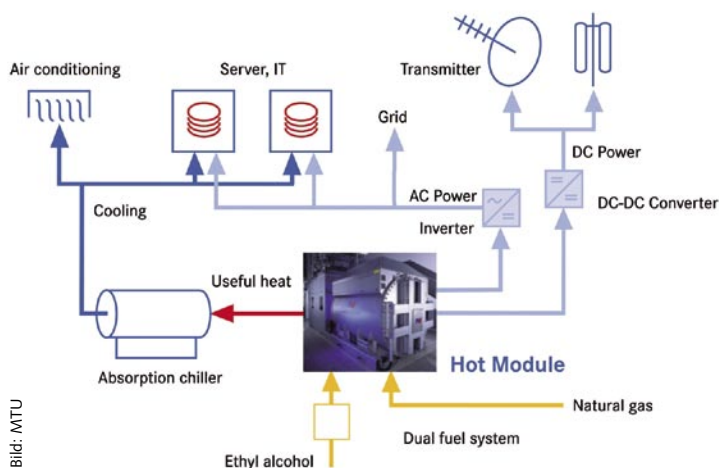 Air conditioning
Server, IT
Transmitter
Grid
DC Power
AC Power
DC-DC Converter
Cooling
Inverter
Useful heat
Absorption chiller
Hot Module
Natural gas
Dual fuel system
Ethyl alcohol
Bild: MTU